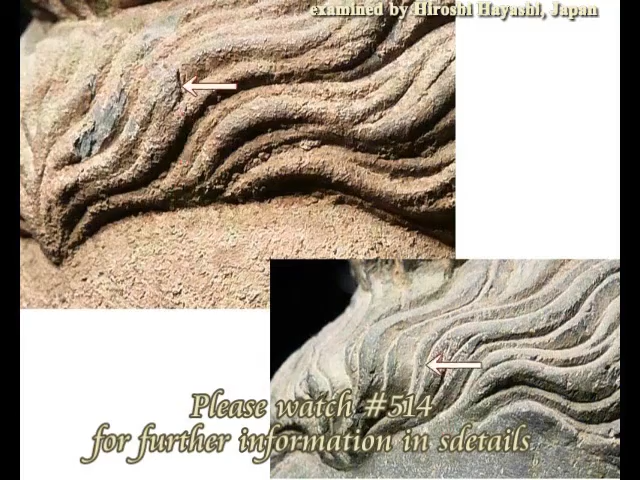 examined by Hiroshi Hayashi, Japan
Please watch #514
for further information in sdetails